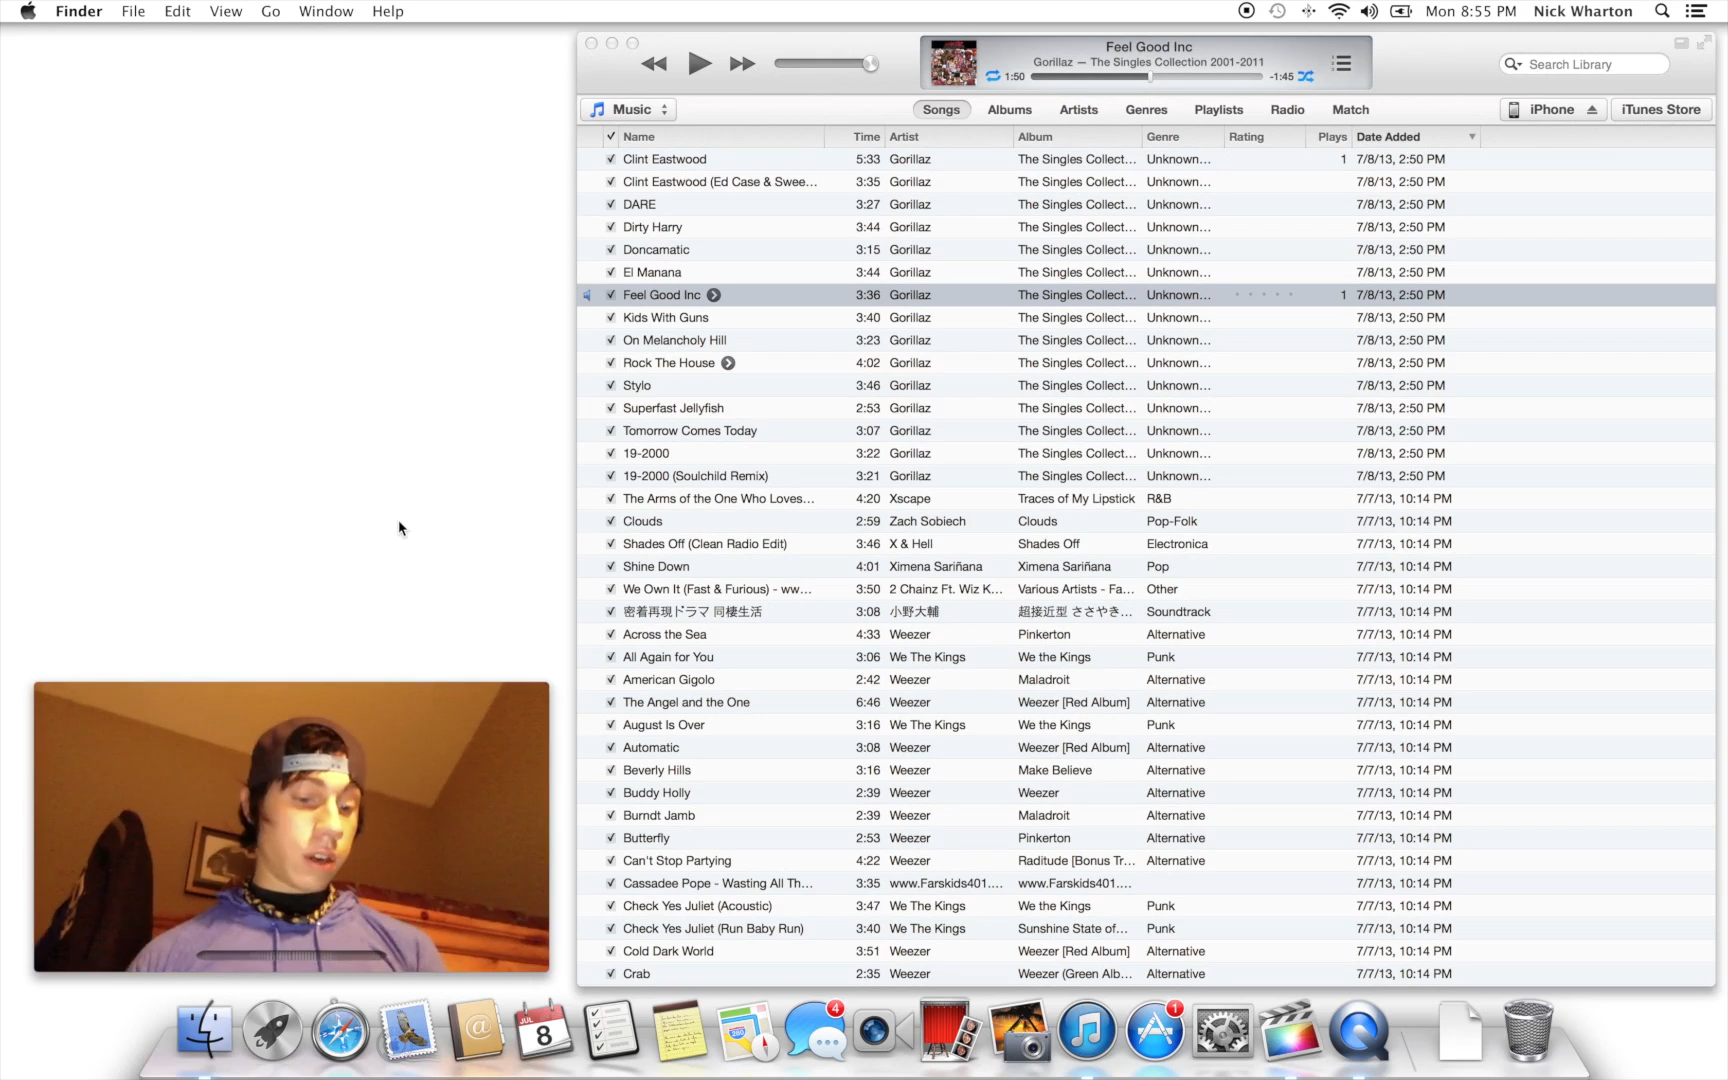 Finder File Edit View Go Window Help Mon 8:55 PM Nick Wharton
Feel Good Inc
Gorillaz — The Singles Collection 2001-2011
1:50 -1:45
Search Library
Music Songs Albums Artists Genres Playlists Radio Match iPhone iTunes Store
✓ Name Time Artist Album Genre Rating Plays Date Added
✓ Clint Eastwood 5:33 Gorillaz The Singles Collect... Unknown... 1 7/8/13, 2:50 PM
✓ Clint Eastwood (Ed Case & Swee... 3:35 Gorillaz The Singles Collect... Unknown... 7/8/13, 2:50 PM
✓ DARE 3:27 Gorillaz The Singles Collect... Unknown... 7/8/13, 2:50 PM
✓ Dirty Harry 3:44 Gorillaz The Singles Collect... Unknown... 7/8/13, 2:50 PM
✓ Doncamatic 3:15 Gorillaz The Singles Collect... Unknown... 7/8/13, 2:50 PM
✓ El Manana 3:44 Gorillaz The Singles Collect... Unknown... 7/8/13, 2:50 PM
✓ Feel Good Inc 3:36 Gorillaz The Singles Collect... Unknown... 1 7/8/13, 2:50 PM
✓ Kids With Guns 3:40 Gorillaz The Singles Collect... Unknown... 7/8/13, 2:50 PM
✓ On Melancholy Hill 3:23 Gorillaz The Singles Collect... Unknown... 7/8/13, 2:50 PM
✓ Rock The House 4:02 Gorillaz The Singles Collect... Unknown... 7/8/13, 2:50 PM
✓ Stylo 3:46 Gorillaz The Singles Collect... Unknown... 7/8/13, 2:50 PM
✓ Superfast Jellyfish 2:53 Gorillaz The Singles Collect... Unknown... 7/8/13, 2:50 PM
✓ Tomorrow Comes Today 3:07 Gorillaz The Singles Collect... Unknown... 7/8/13, 2:50 PM
✓ 19-2000 3:22 Gorillaz The Singles Collect... Unknown... 7/8/13, 2:50 PM
✓ 19-2000 (Soulchild Remix) 3:21 Gorillaz The Singles Collect... Unknown... 7/8/13, 2:50 PM
✓ The Arms of the One Who Loves... 4:20 Xscape Traces of My Lipstick R&B 7/7/13, 10:14 PM
✓ Clouds 2:59 Zach Sobiech Clouds Pop-Folk 7/7/13, 10:14 PM
✓ Shades Off (Clean Radio Edit) 3:46 X & Hell Shades Off Electronica 7/7/13, 10:14 PM
✓ Shine Down 4:01 Ximena Sariñana Ximena Sariñana Pop 7/7/13, 10:14 PM
✓ We Own It (Fast & Furious) - ww... 3:50 2 Chainz Ft. Wiz K... Various Artists - Fa... Other 7/7/13, 10:14 PM
✓ 密着再現ドラマ 同棲生活 3:08 小野大輔 超接近型 ささやき... Soundtrack 7/7/13, 10:14 PM
✓ Across the Sea 4:33 Weezer Pinkerton Alternative 7/7/13, 10:14 PM
✓ All Again for You 3:06 We The Kings We the Kings Punk 7/7/13, 10:14 PM
✓ American Gigolo 2:42 Weezer Maladroit Alternative 7/7/13, 10:14 PM
✓ The Angel and the One 6:46 Weezer Weezer [Red Album] Alternative 7/7/13, 10:14 PM
✓ August Is Over 3:16 We The Kings We the Kings Punk 7/7/13, 10:14 PM
✓ Automatic 3:08 Weezer Weezer [Red Album] Alternative 7/7/13, 10:14 PM
✓ Beverly Hills 3:16 Weezer Make Believe Alternative 7/7/13, 10:14 PM
✓ Buddy Holly 2:39 Weezer Weezer Alternative 7/7/13, 10:14 PM
✓ Burndt Jamb 2:39 Weezer Maladroit Alternative 7/7/13, 10:14 PM
✓ Butterfly 2:53 Weezer Pinkerton Alternative 7/7/13, 10:14 PM
✓ Can't Stop Partying 4:22 Weezer Raditude [Bonus Tr... Alternative 7/7/13, 10:14 PM
✓ Cassadee Pope - Wasting All Th... 3:35 www.Farskids401.... www.Farskids401.... 7/7/13, 10:14 PM
✓ Check Yes Juliet (Acoustic) 3:47 We The Kings We the Kings Punk 7/7/13, 10:14 PM
✓ Check Yes Juliet (Run Baby Run) 3:40 We The Kings Sunshine State of... Punk 7/7/13, 10:14 PM
✓ Cold Dark World 3:51 Weezer Weezer [Red Album] Alternative 7/7/13, 10:14 PM
✓ Crab 2:35 Weezer Weezer (Green Alb... Alternative 7/7/13, 10:14 PM
JUL
8
280
4
1